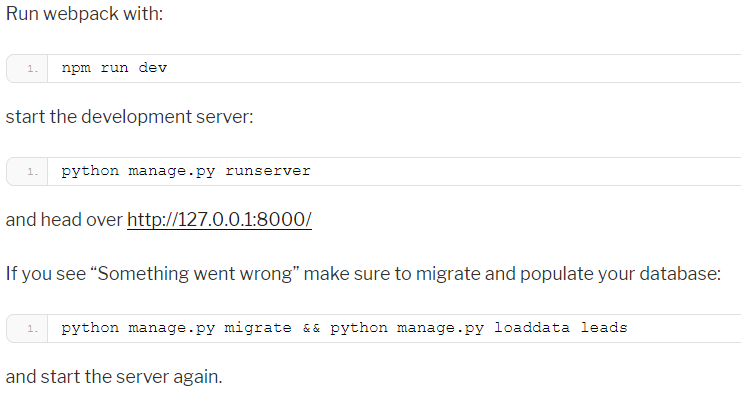 Run webpack with:
1. npm run dev
start the development server:
1. python manage.py runserver
and head over http://127.0.0.1:8000/
If you see “Something went wrong” make sure to migrate and populate your database:
1. python manage.py migrate && python manage.py loaddata leads
and start the server again.